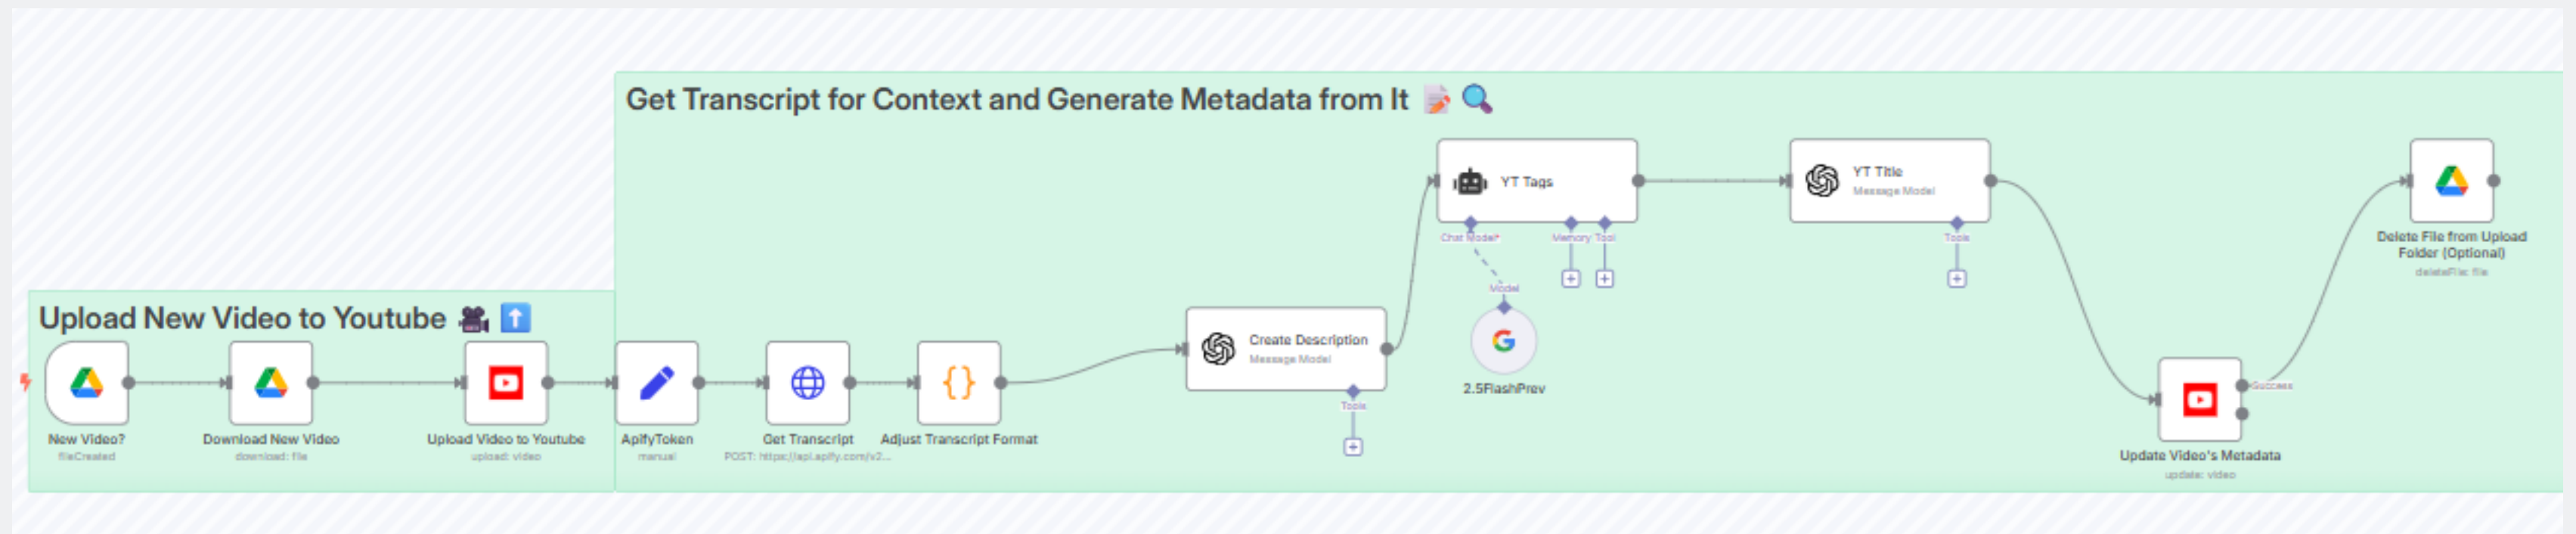 Get Transcript for Context and Generate Metadata from It
YT Tags
Chat Model*
Memory
Tool
Model
2.5FlashPrev
YT Title
Message Model
Tools
Delete File from Upload
Folder (Optional)
deleteFile: file
Upload New Video to Youtube
New Video?
fileCreated
Download New Video
download: file
Upload Video to Youtube
upload: video
ApifyToken
manual
Get Transcript
POST: https://api.apify.com/v2...
Adjust Transcript Format
Create Description
Message Model
Tools
Success
Update Video's Metadata
update: video